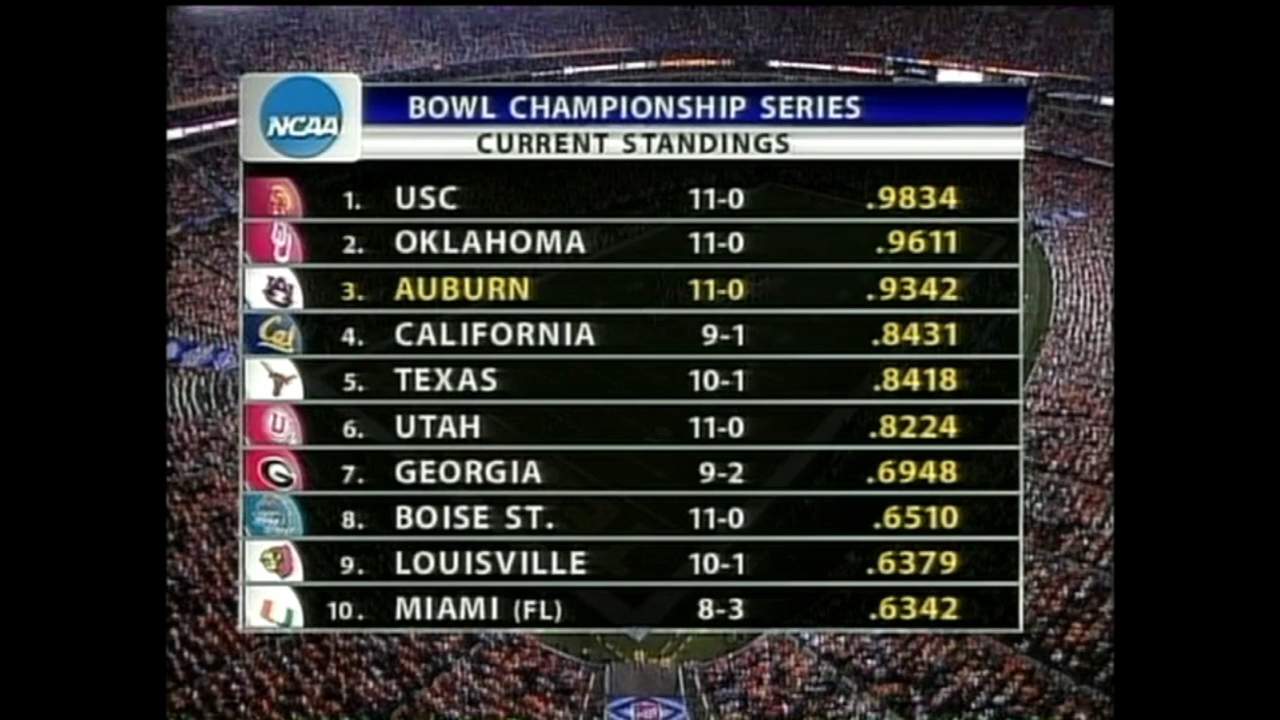 NCAA
BOWL CHAMPIONSHIP SERIES
CURRENT STANDINGS
1. USC 11-0 .9834
2. OKLAHOMA 11-0 .9611
3. AUBURN 11-0 .9342
4. Cal CALIFORNIA 9-1 .8431
5. TEXAS 10-1 .8418
6. U UTAH 11-0 .8224
7. G GEORGIA 9-2 .6948
8. BOISE ST. 11-0 .6510
9. LOUISVILLE 10-1 .6379
10. U MIAMI (FL) 8-3 .6342